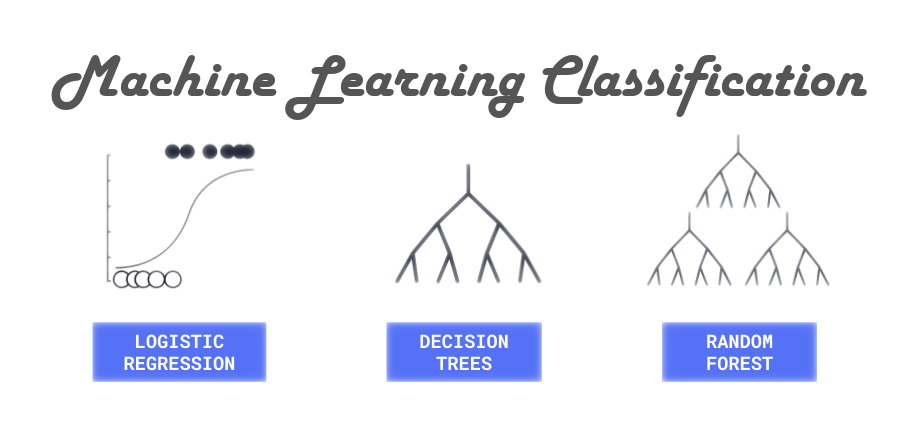 Machine Learning Classification
LOGISTIC
REGRESSION
DECISION
TREES
RANDOM
FOREST